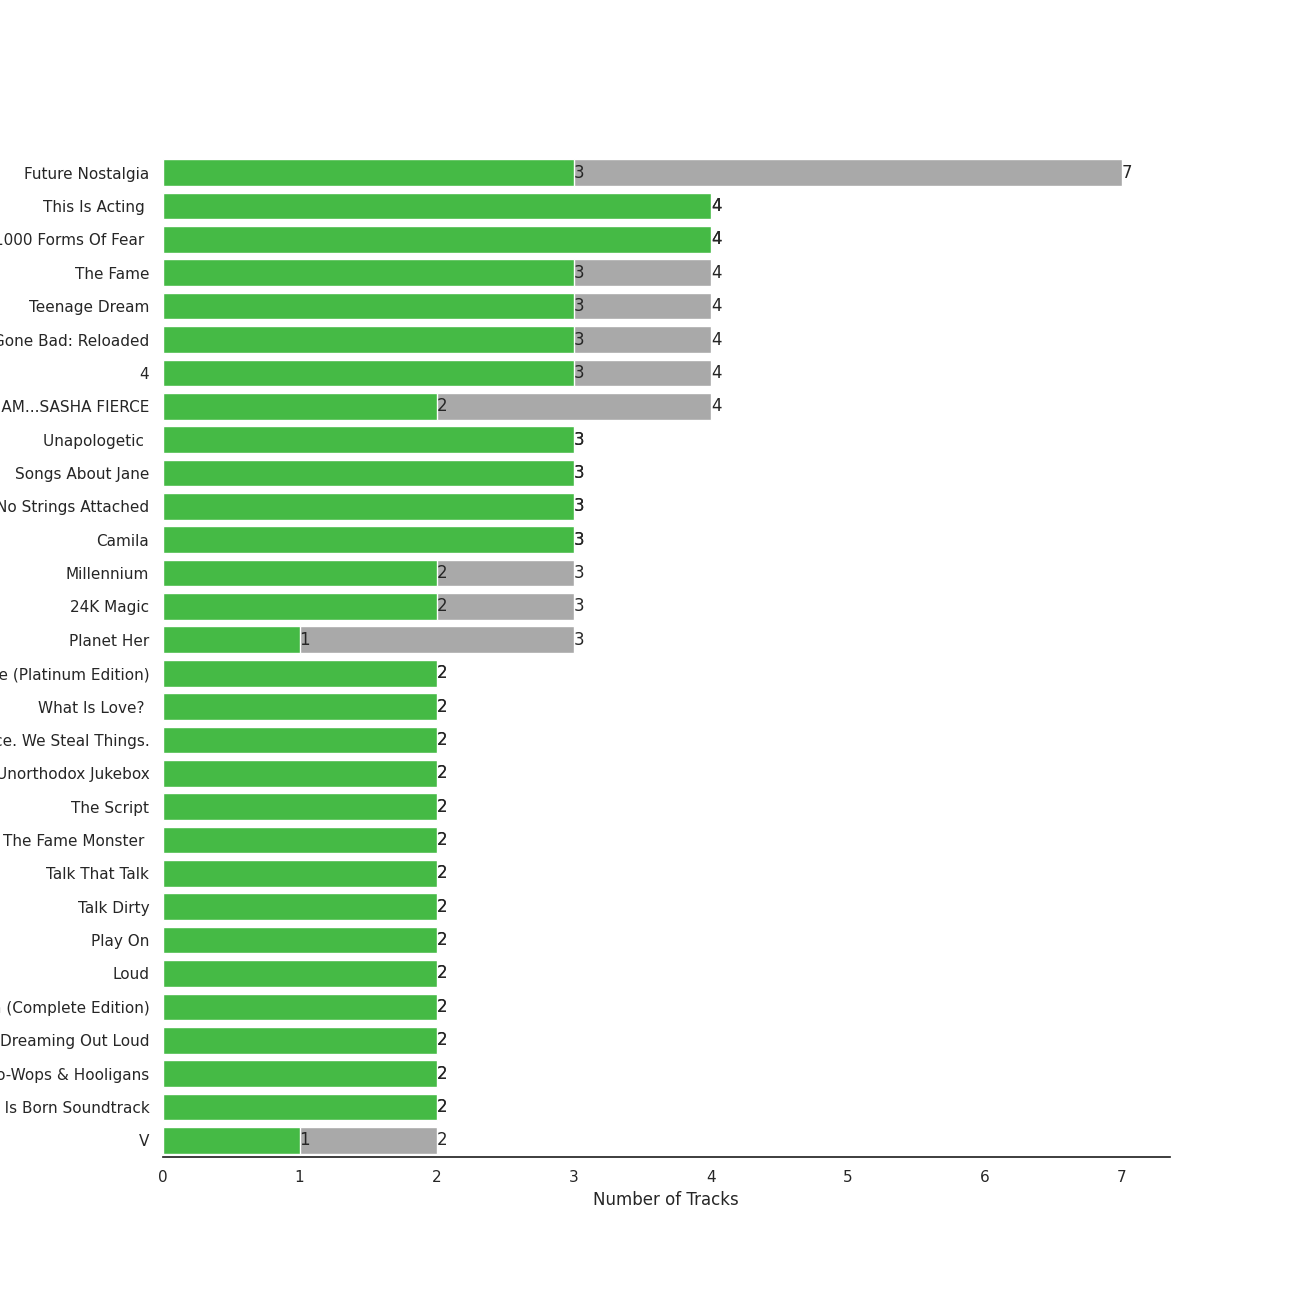 Future Nostalgia 3 7
This Is Acting 4
1000 Forms Of Fear 4
The Fame 3 4
Teenage Dream 3 4
Gone Bad: Reloaded 3 4
4 3 4
AM...SASHA FIERCE 2 4
Unapologetic 3
Songs About Jane 3
No Strings Attached 3
Camila 3
Millennium 2 3
24K Magic 2 3
Planet Her 1 3
(Platinum Edition) 2
What Is Love? 2
We Steal Things. 2
Unorthodox Jukebox 2
The Script 2
The Fame Monster 2
Talk That Talk 2
Talk Dirty 2
Play On 2
Loud 2
(Complete Edition) 2
Dreaming Out Loud 2
-Wops & Hooligans 2
Is Born Soundtrack 2
V 1 2
0 1 2 3 4 5 6 7
Number of Tracks